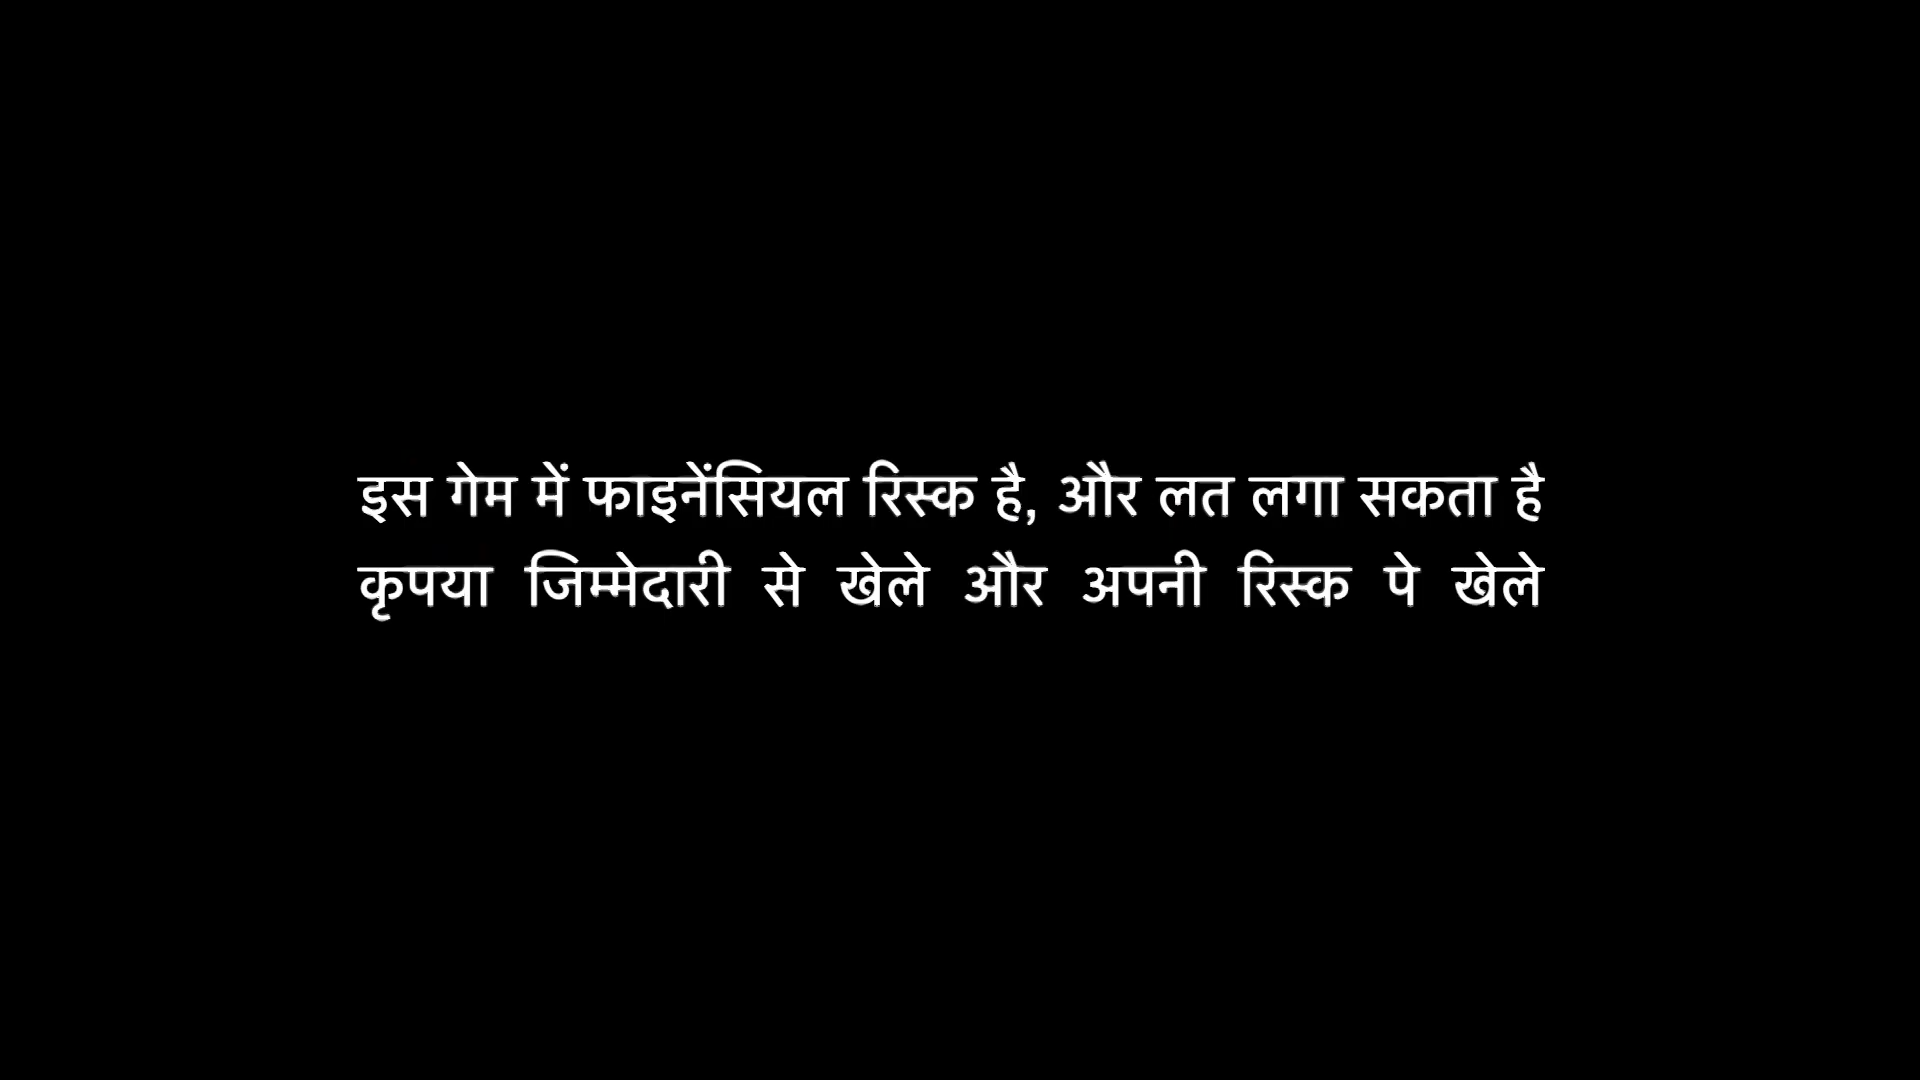 इस गेम में फाइनेंसियल रिस्क है, और लत लगा सकता है
कृपया जिम्मेदारी से खेले और अपनी रिस्क पे खेले